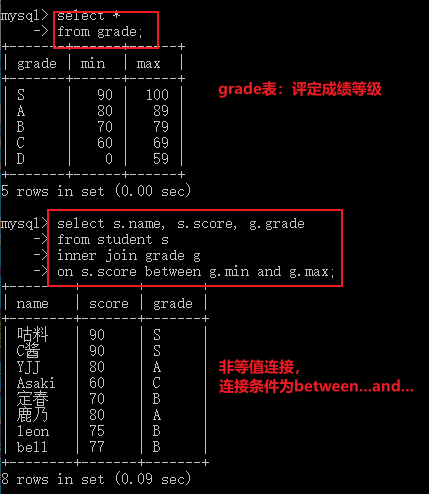 mysql> select *
-> from grade;
+-------+------+------+
| grade | min | max |
+-------+------+------+
| S | 90 | 100 |
| A | 80 | 89 |
| B | 70 | 79 |
| C | 60 | 69 |
| D | 0 | 59 |
+-------+------+------+
5 rows in set (0.00 sec)
grade表：评定成绩等级
mysql> select s.name, s.score, g.grade
-> from student s
-> inner join grade g
-> on s.score between g.min and g.max;
+--------+-------+-------+
| name | score | grade |
+--------+-------+-------+
| 咕料 | 90 | S |
| C酱 | 90 | S |
| YJJ | 80 | A |
| Asaki | 60 | C |
| 定春 | 70 | B |
| 鹿乃 | 80 | A |
| leon | 75 | B |
| bell | 77 | B |
+--------+-------+-------+
8 rows in set (0.09 sec)
非等值连接，
连接条件为between...and...